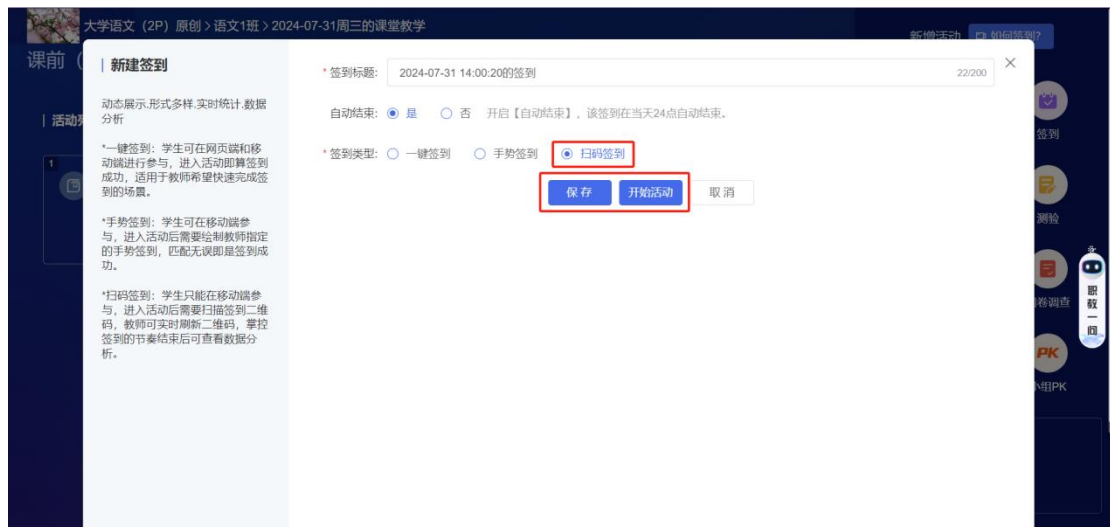 大学语文（2P）原创 > 语文1班 > 2024-07-31周三的课堂教学
新增活动
如何签到?
课前（
新建签到
* 签到标题:
2024-07-31 14:00:20的签到
22/200
动态展示.形式多样.实时统计.数据
分析
自动结束:
是
否
开启【自动结束】，该签到在当天24点自动结束。
* 签到类型:
一键签到
手势签到
扫码签到
保存
开始活动
取消
*一键签到：学生可在网页端和移
动端进行参与，进入活动即算签到
成功，适用于教师希望快速完成签
到的场景。
*手势签到：学生可在移动端参
与，进入活动后需要绘制教师指定
的手势签到，匹配无误即是签到成
功。
*扫码签到：学生只能在移动端参
与，进入活动后需要扫描签到二维
码，教师可实时刷新二维码，掌控
签到的节奏结束后可查看数据分
析。
活动
1
签到
测验
卷调查
PK
组PK
职
教
一
问